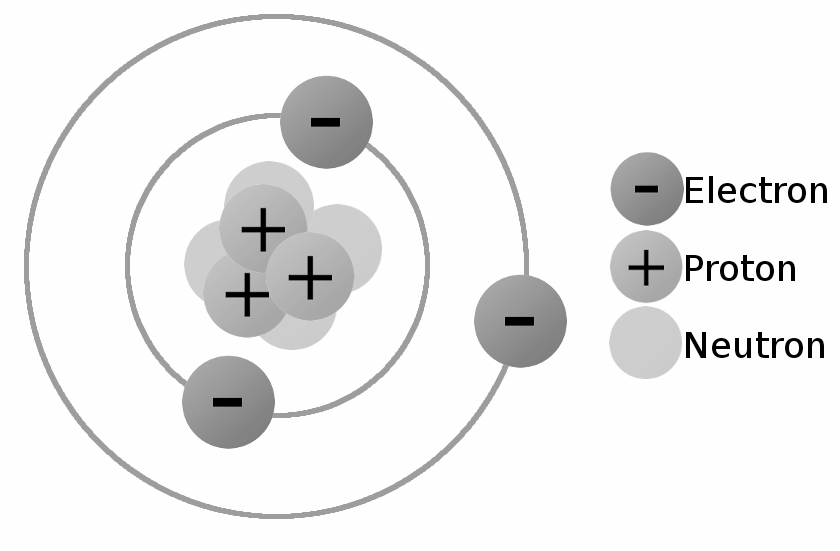 -
+
+
+
-
-
- Electron
+ Proton
Neutron